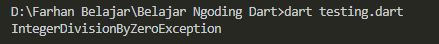 D:\Farhan Belajar\Belajar Ngoding Dart>dart testing.dart
IntegerDivisionByZeroException